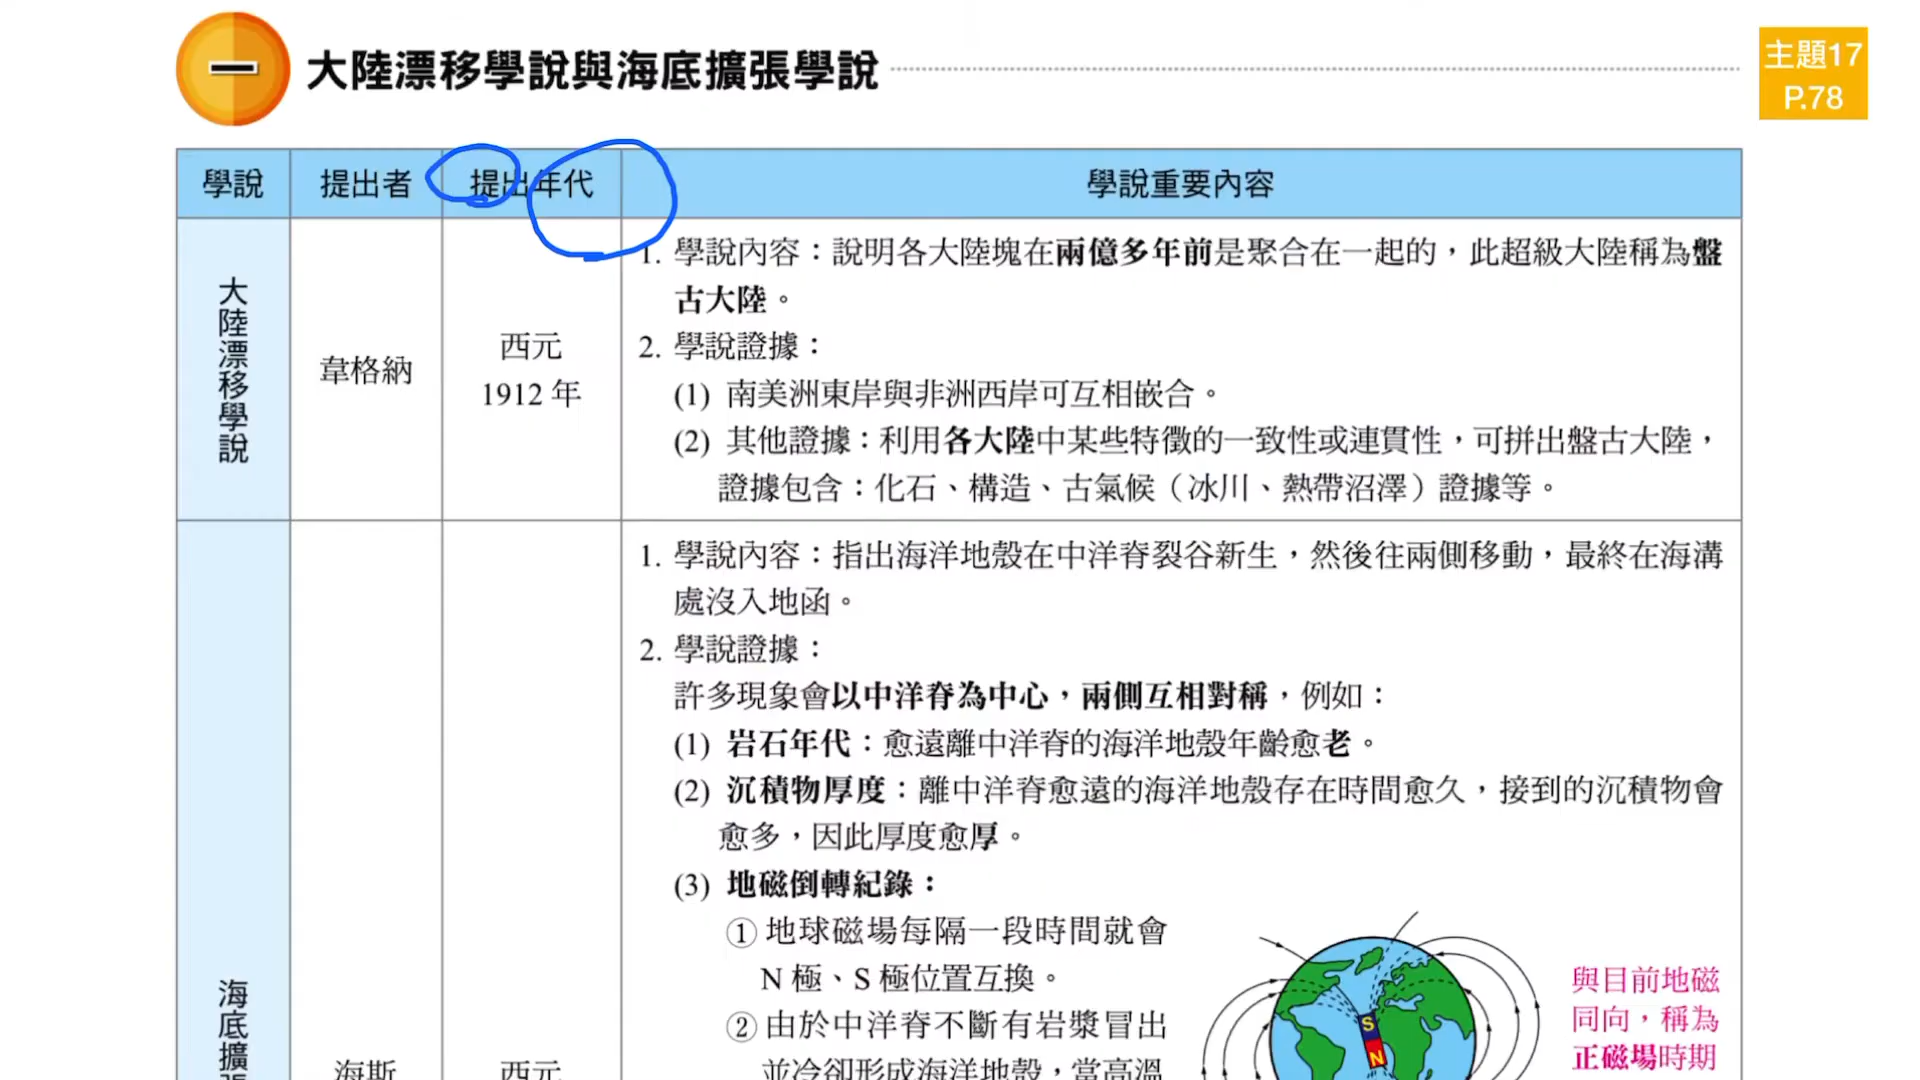 一 大陸漂移學說與海底擴張學說
主題17
P.78
學說 提出者 提出年代 學說重要內容
大陸漂移學說
韋格納
西元
1912 年
1. 學說內容：說明各大陸塊在兩億多年前是聚合在一起的，此超級大陸稱為盤
古大陸。
2. 學說證據：
(1) 南美洲東岸與非洲西岸可互相嵌合。
(2) 其他證據：利用各大陸中某些特徵的一致性或連貫性，可拼出盤古大陸，
證據包含：化石、構造、古氣候（冰川、熱帶沼澤）證據等。
海底擴張
海斯
西元
1. 學說內容：指出海洋地殼在中洋脊裂谷新生，然後往兩側移動，最終在海溝
處沒入地函。
2. 學說證據：
許多現象會以中洋脊為中心，兩側互相對稱，例如：
(1) 岩石年代：愈遠離中洋脊的海洋地殼年齡愈老。
(2) 沉積物厚度：離中洋脊愈遠的海洋地殼存在時間愈久，接到的沉積物會
愈多，因此厚度愈厚。
(3) 地磁倒轉紀錄：
① 地球磁場每隔一段時間就會
N 極、S 極位置互換。
② 由於中洋脊不斷有岩漿冒出
並冷卻形成海洋地殼，當高溫
S
N
與目前地磁
同向，稱為
正磁場時期